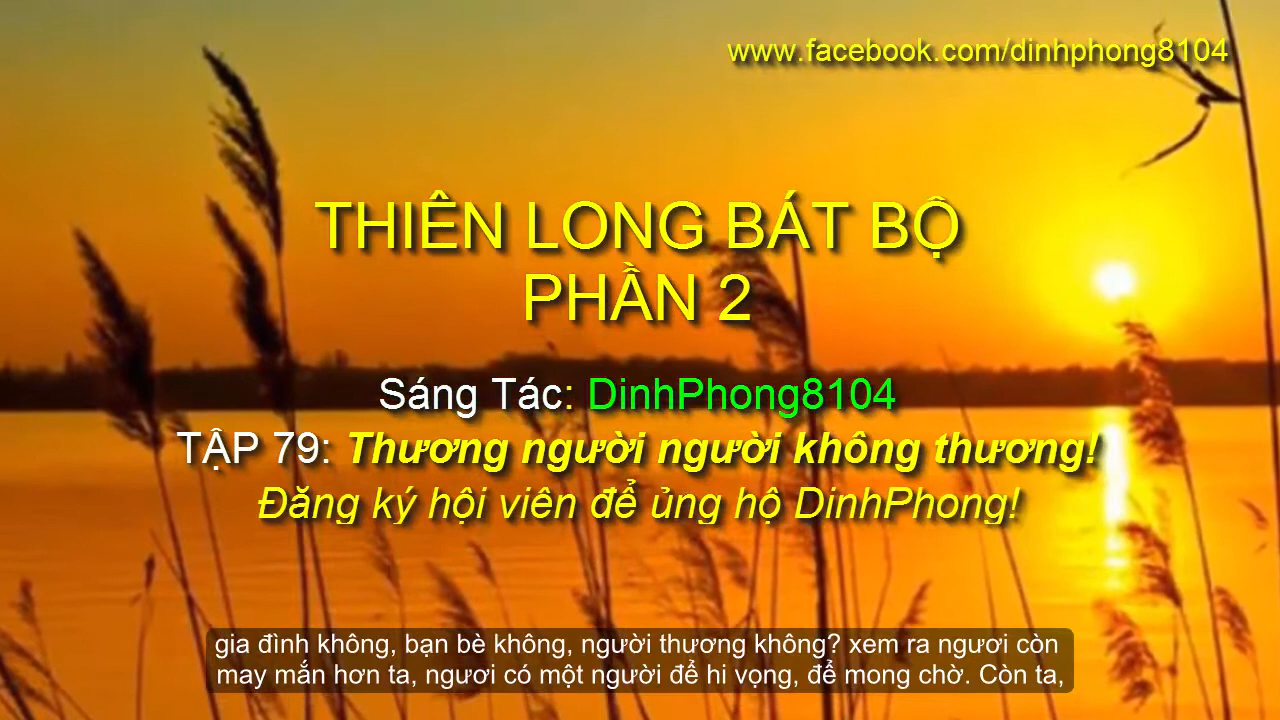 www.facebook.com/dinhphong8104
THIÊN LONG BÁT BỘ
PHẦN 2
Sáng Tác: DinhPhong8104
TẬP 79: Thương người người không thương!
Đăng ký hội viên để ủng hộ DinhPhong!
gia đình không, bạn bè không, người thương không? xem ra ngươi còn
may mắn hơn ta, ngươi có một người để hi vọng, để mong chờ. Còn ta,